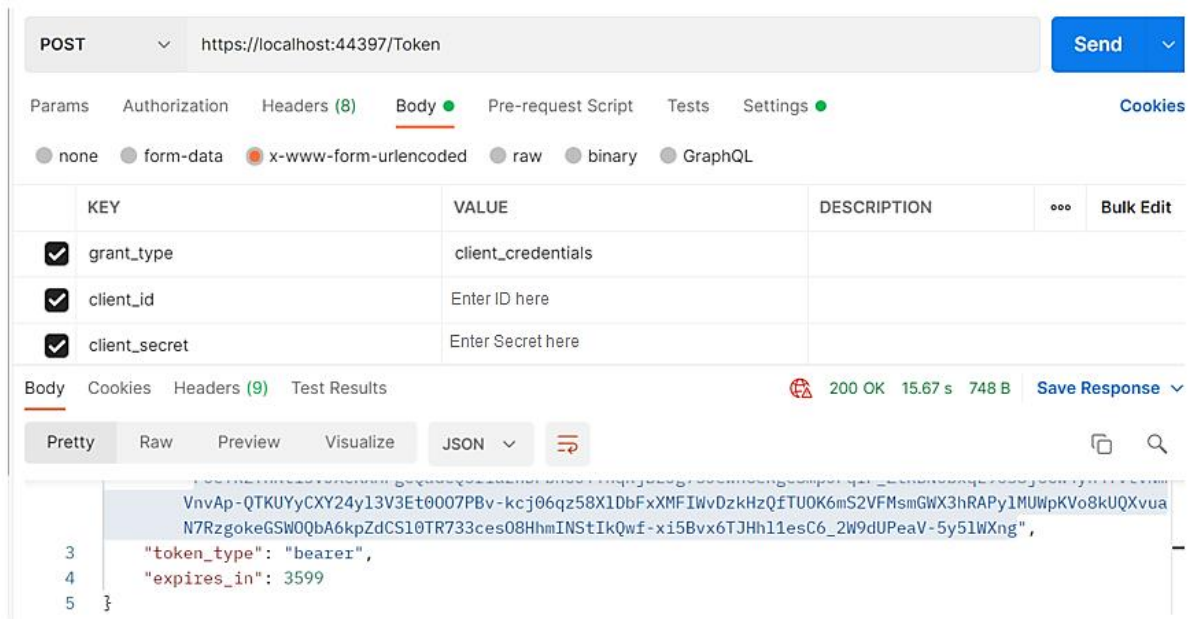 POST https://localhost:44397/Token Send
Params Authorization Headers (8) Body Pre-request Script Tests Settings Cookies
none form-data x-www-form-urlencoded raw binary GraphQL
KEY VALUE DESCRIPTION ooo Bulk Edit
grant_type client_credentials
client_id Enter ID here
client_secret Enter Secret here
Body Cookies Headers (9) Test Results 200 OK 15.67 s 748 B Save Response
Pretty Raw Preview Visualize JSON
VnvAp-QTKUYyCXY24yl3V3Et0OO7PBv-kcj06qz58XlDbFxXMFIWvDzkHzQfTUOK6mS2VFMsmGWX3hRAPylMUWpKVo8kUQXvua
N7RzgokeGSWOQbA6kpZdCSl0TR733cesO8HhmINStIkQwf-xi5Bvx6TJHhl1esC6_2W9dUPeaV-5y5lWXng",
3 "token_type": "bearer",
4 "expires_in": 3599
5 }